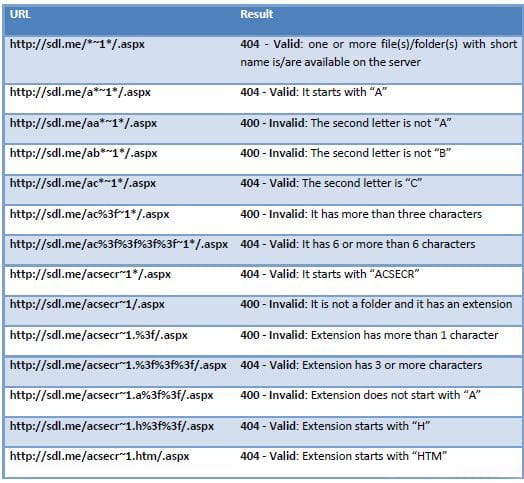 URL Result
http://sdl.me/*~1*/.aspx 404 - Valid: one or more file(s)/folder(s) with short
name is/are available on the server
http://sdl.me/a*~1*/.aspx 404 - Valid: It starts with “A”
http://sdl.me/aa*~1*/.aspx 400 - Invalid: The second letter is not “A”
http://sdl.me/ab*~1*/.aspx 400 - Invalid: The second letter is not “B”
http://sdl.me/ac*~1*/.aspx 404 - Valid: The second letter is “C”
http://sdl.me/ac%3f~1*/.aspx 400 - Invalid: It has more than three characters
http://sdl.me/ac%3f%3f%3f%3f~1*/.aspx 404 - Valid: It has 6 or more than 6 characters
http://sdl.me/acsecr~1*/.aspx 404 - Valid: It starts with “ACSECR”
http://sdl.me/acsecr~1/.aspx 400 - Invalid: It is not a folder and it has an extension
http://sdl.me/acsecr~1.%3f/.aspx 400 - Invalid: Extension has more than 1 character
http://sdl.me/acsecr~1.%3f%3f%3f/.aspx 404 - Valid: Extension has 3 or more characters
http://sdl.me/acsecr~1.a%3f%3f/.aspx 400 - Invalid: Extension does not start with “A”
http://sdl.me/acsecr~1.h%3f%3f/.aspx 404 - Valid: Extension starts with “H”
http://sdl.me/acsecr~1.htm/.aspx 404 - Valid: Extension starts with “HTM”